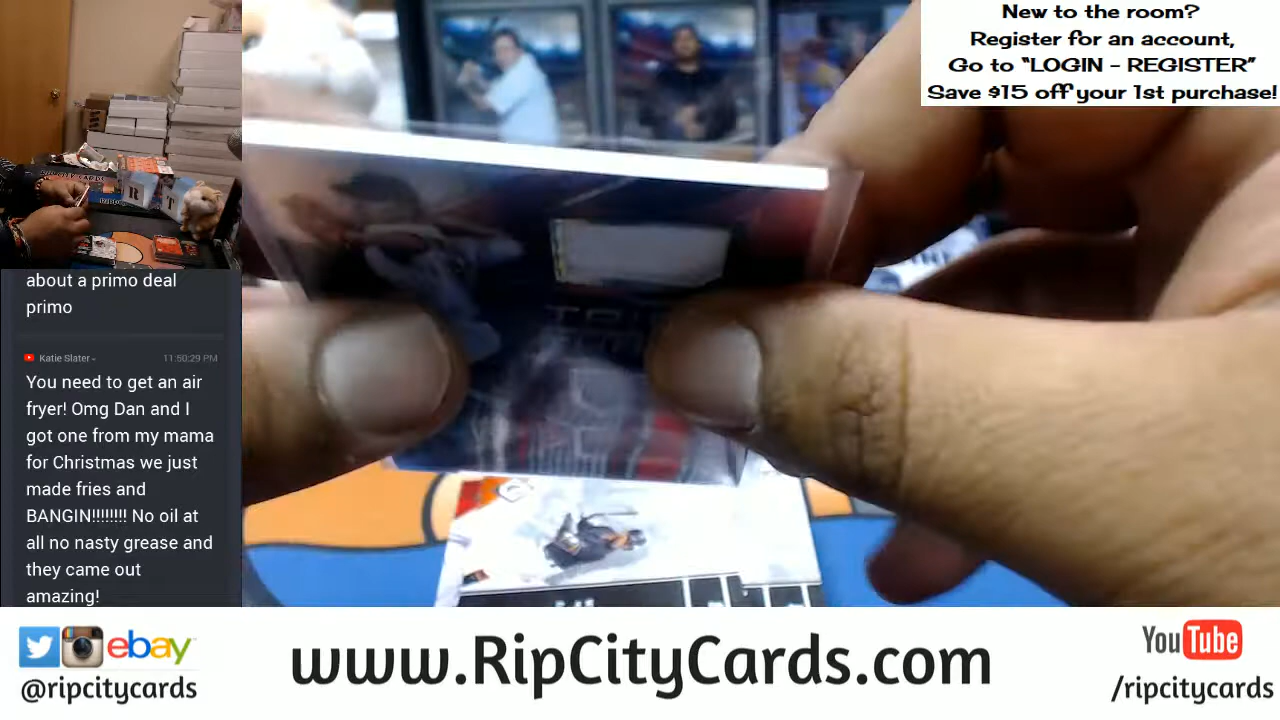 New to the room?
Register for an account,
Go to “LOGIN - REGISTER”
Save $15 off your 1st purchase!
R
T
about a primo deal
primo
Katie Slater
11:50:29 PM
You need to get an air
fryer! Omg Dan and I
got one from my mama
for Christmas we just
made fries and
BANGIN!!!!!!!! No oil at
all no nasty grease and
they came out
amazing!
ebay
@ripcitycards
www.RipCityCards.com
YouTube
/ripcitycards